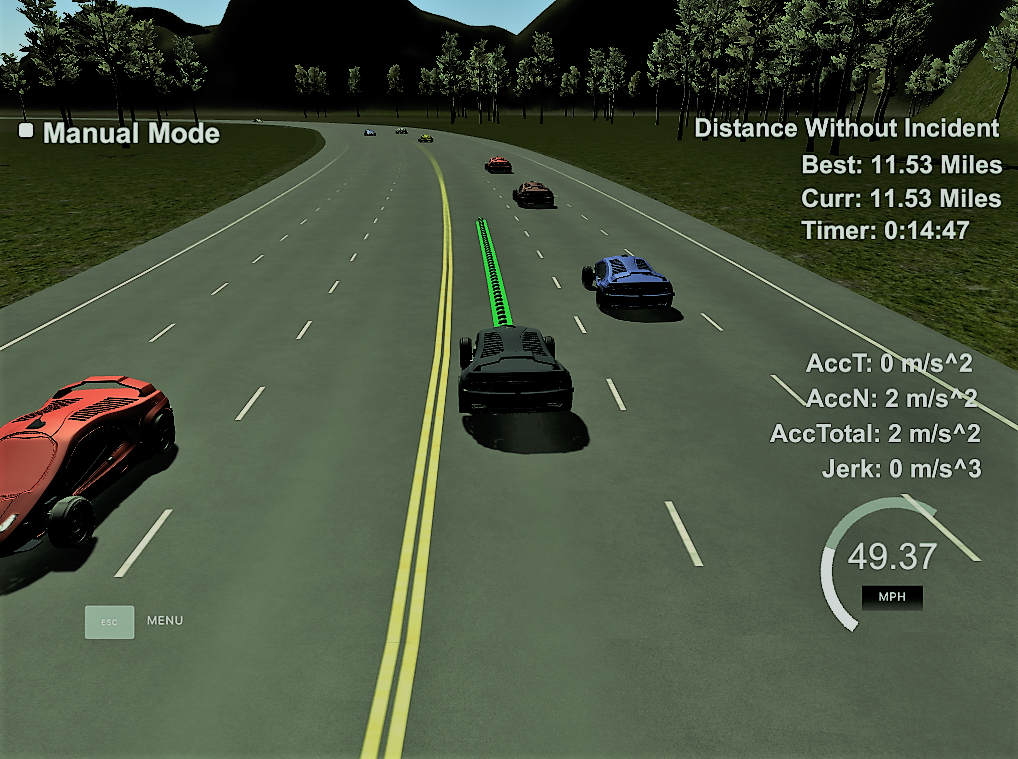 Manual Mode
Distance Without Incident
Best: 11.53 Miles
Curr: 11.53 Miles
Timer: 0:14:47
AccT: 0 m/s^2
AccN: 2 m/s^2
AccTotal: 2 m/s^2
Jerk: 0 m/s^3
49.37
MPH
ESC MENU